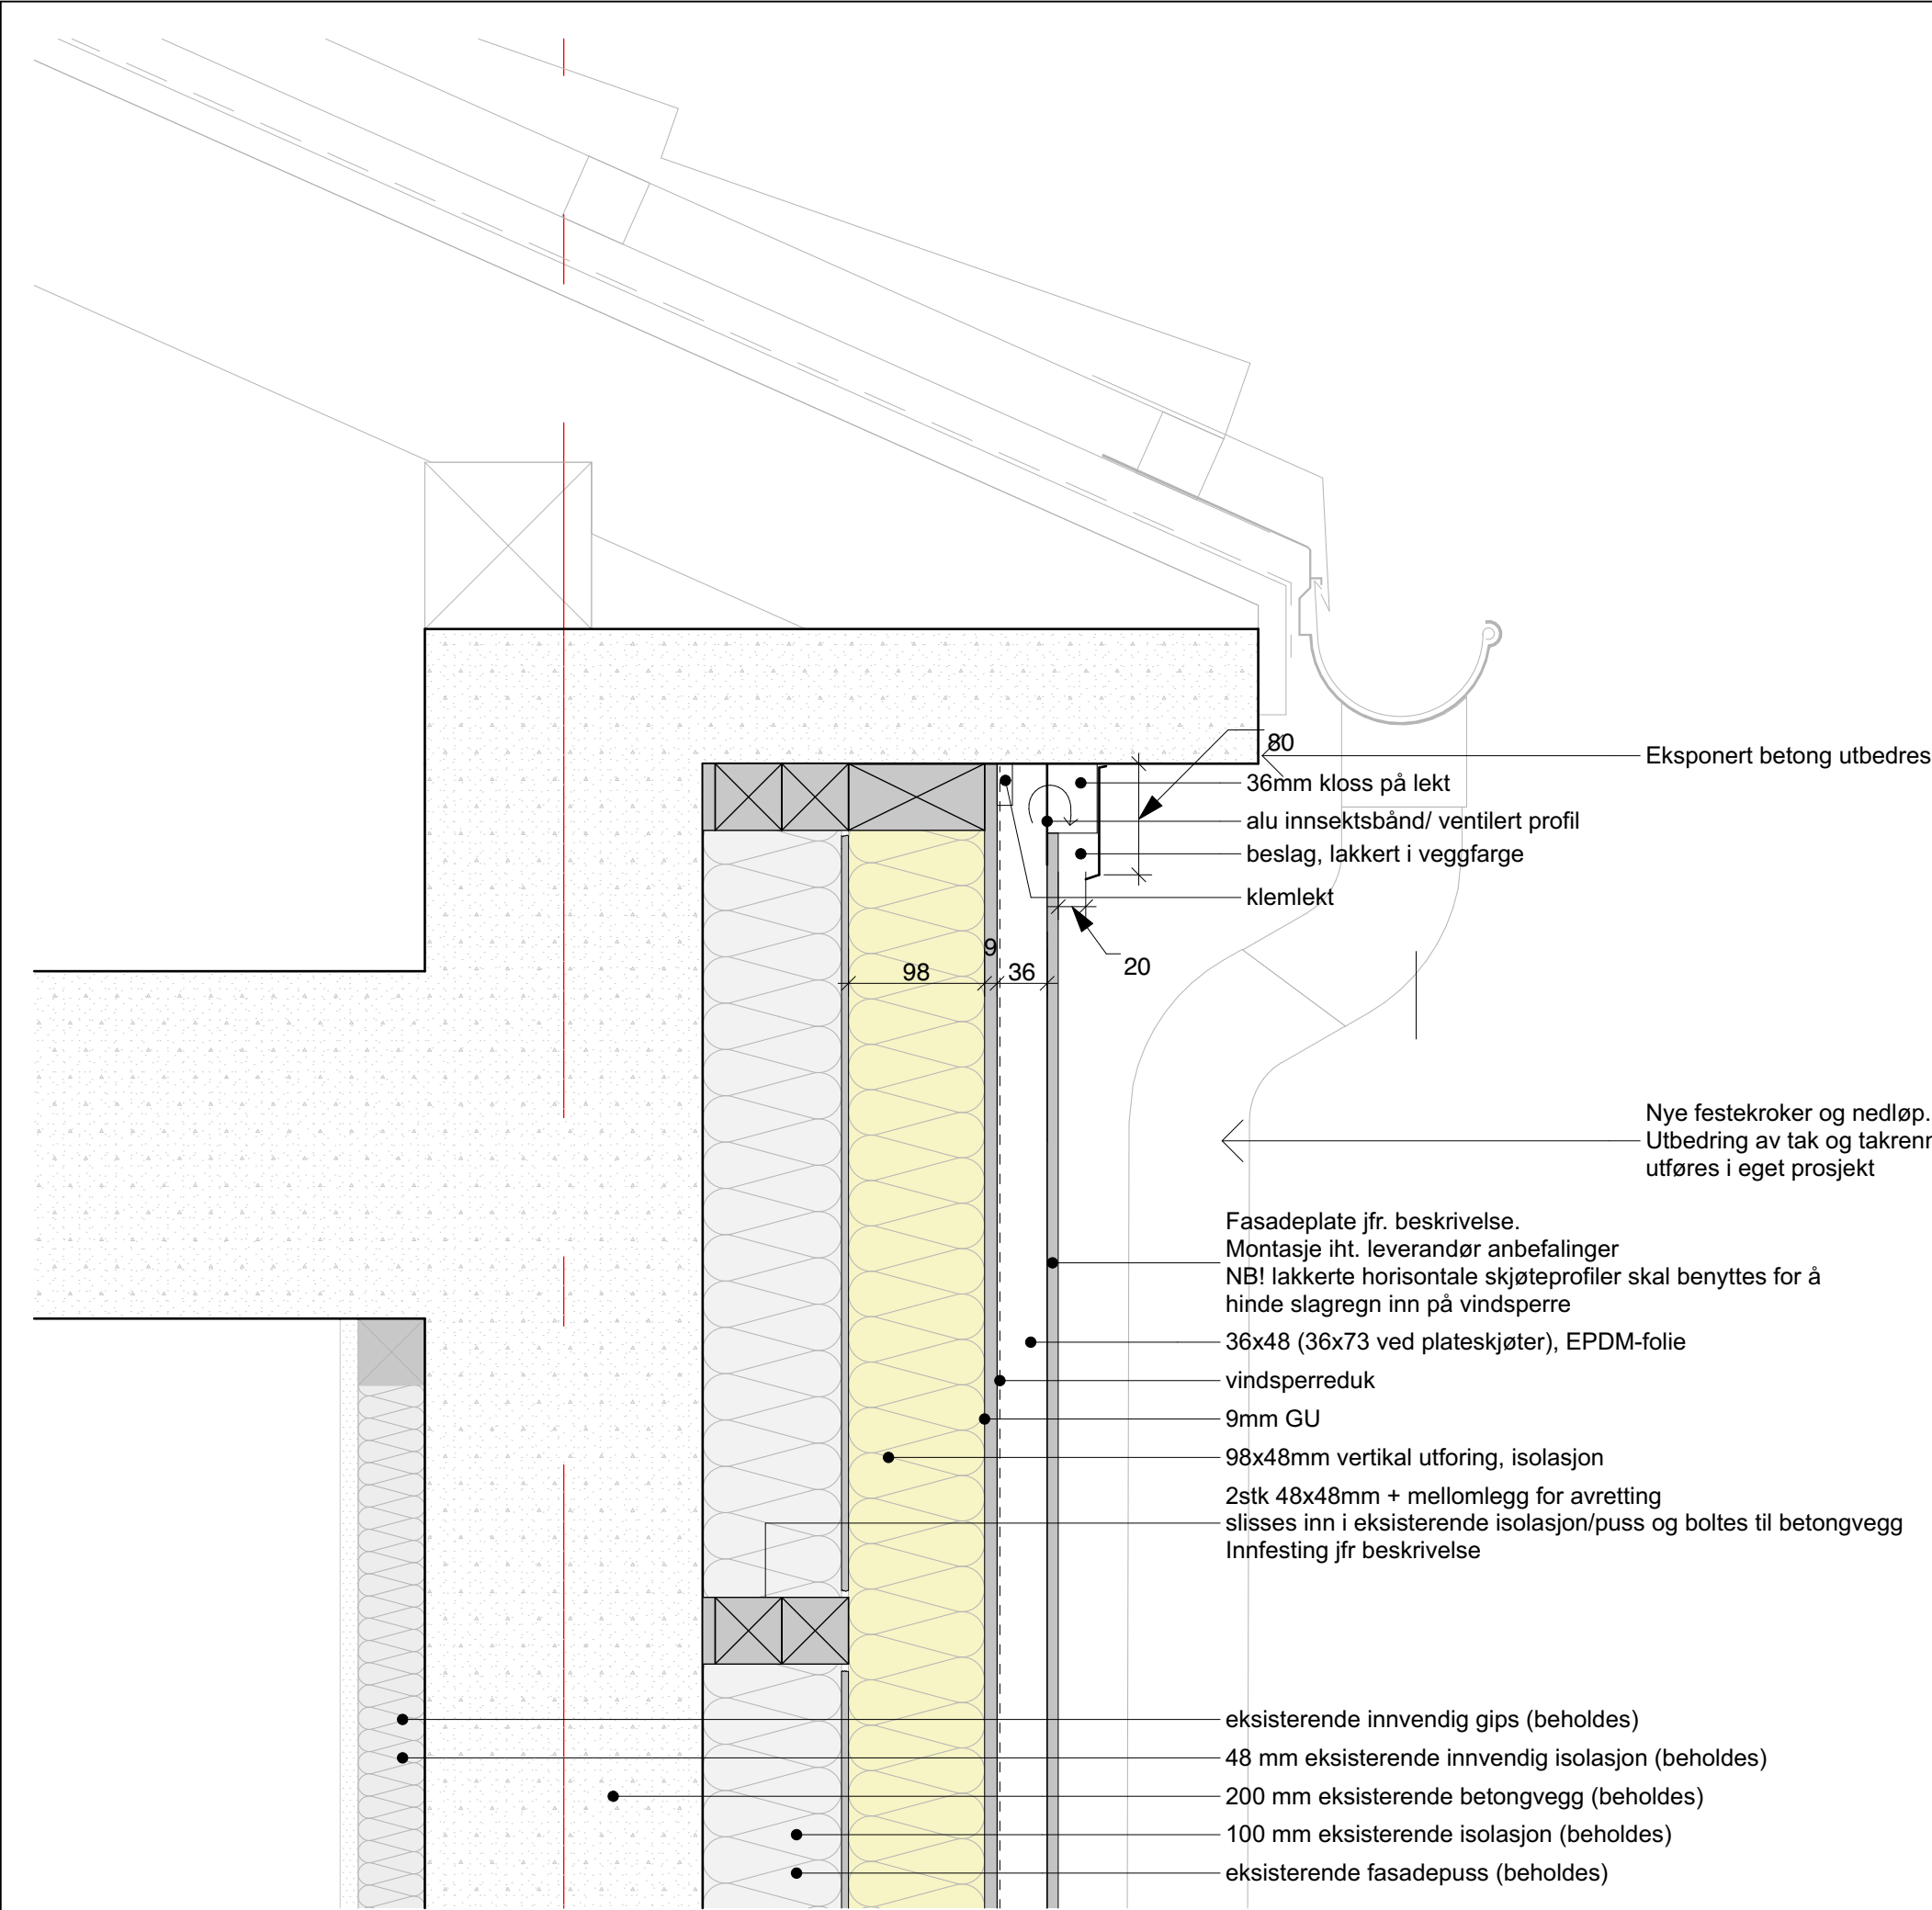 80
Eksponert betong utbedres
36mm kloss på lekt
alu innsektsbånd/ ventilert profil
beslag, lakkert i veggfarge
klemlekt
9
98
36
20
Nye festekroker og nedløp.
Utbedring av tak og
utføres i eget prosjekt
Fasadeplate jfr. beskrivelse.
Montasje iht. leverandør anbefalinger
NB! lakkerte horisontale skjøteprofiler skal benyttes for å
hinde slagregn inn på vindsperre
36x48 (36x73 ved plateskjøter), EPDM-folie
vindsperreduk
9mm GU
98x48mm vertikal utforing, isolasjon
2stk 48x48mm + mellomlegg for avretting
slisses inn i eksisterende isolasjon/puss og boltes til betongvegg
Innfesting jfr beskrivelse
eksisterende innvendig gips (beholdes)
48 mm eksisterende innvendig isolasjon (beholdes)
200 mm eksisterende betongvegg (beholdes)
100 mm eksisterende isolasjon (beholdes)
eksisterende fasadepuss (beholdes)